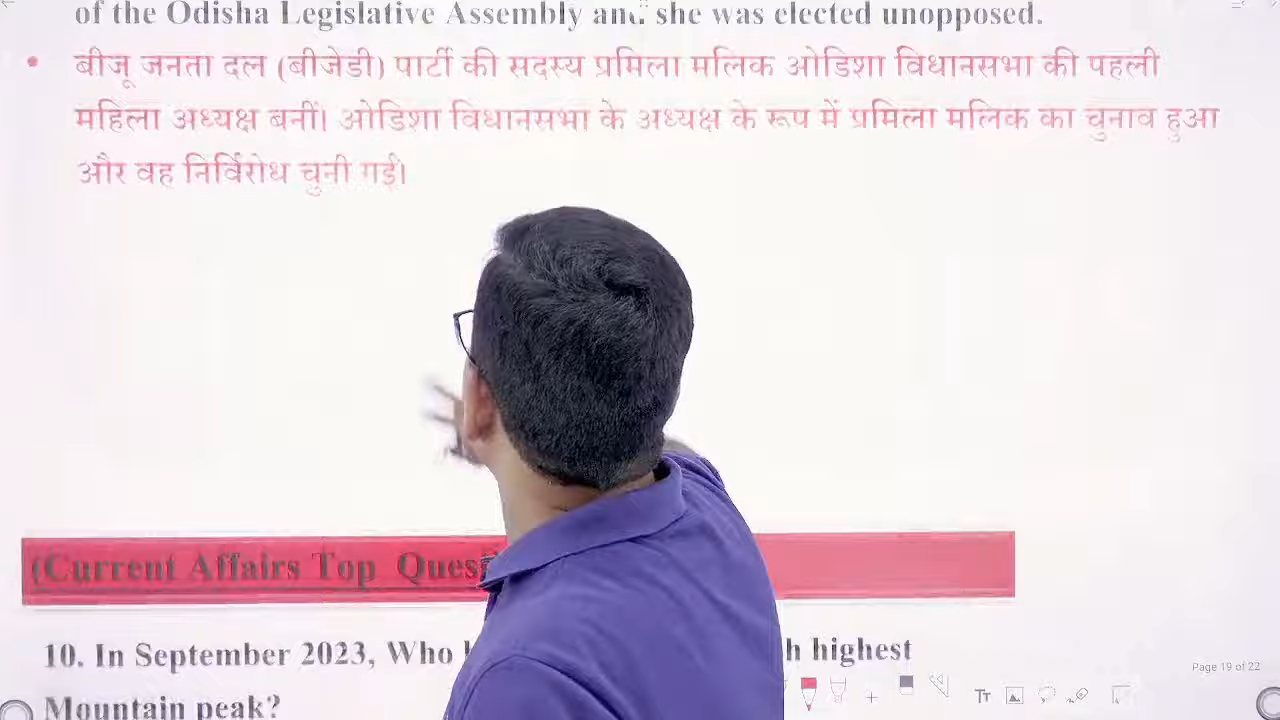 of the Odisha Legislative Assembly and she was elected unopposed.
• बीजू जनता दल (बीजेडी) पार्टी की सदस्य प्रमिला मलिक ओडिशा विधानसभा की पहली
महिला अध्यक्ष बनीं। ओडिशा विधानसभा के अध्यक्ष के रूप में प्रमिला मलिक का चुनाव हुआ
और वह निर्विरोध चुनी गईं।
(Current Affairs Top
10. In September 2023, Who highest
Page 19 of 22
Mountain peak?
Tт